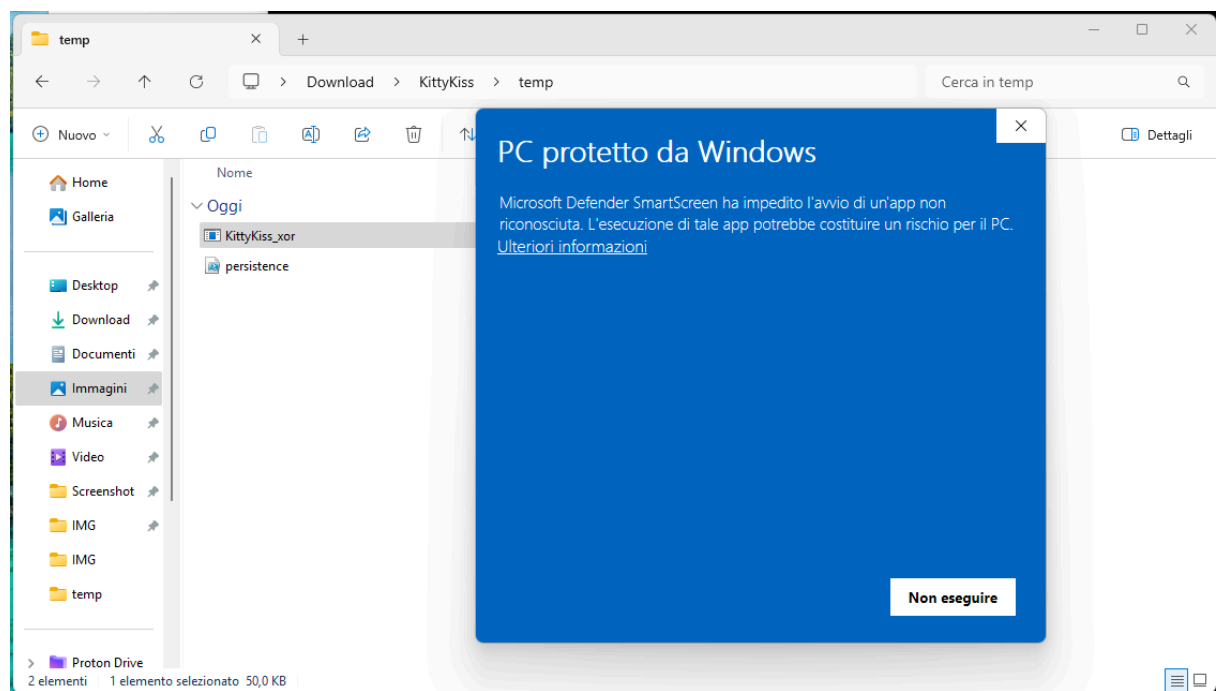 temp
Download > KittyKiss > temp
Cerca in temp
Nuovo
Dettagli
Home
Galleria
Desktop
Download
Documenti
Immagini
Musica
Video
Screenshot
IMG
IMG
temp
Proton Drive
Nome
Oggi
KittyKiss_xor
persistence
PC protetto da Windows
Microsoft Defender SmartScreen ha impedito l'avvio di un'app non
riconosciuta. L'esecuzione di tale app potrebbe costituire un rischio per il PC.
Ulteriori informazioni
Non eseguire
2 elementi 1 elemento selezionato 50,0 KB